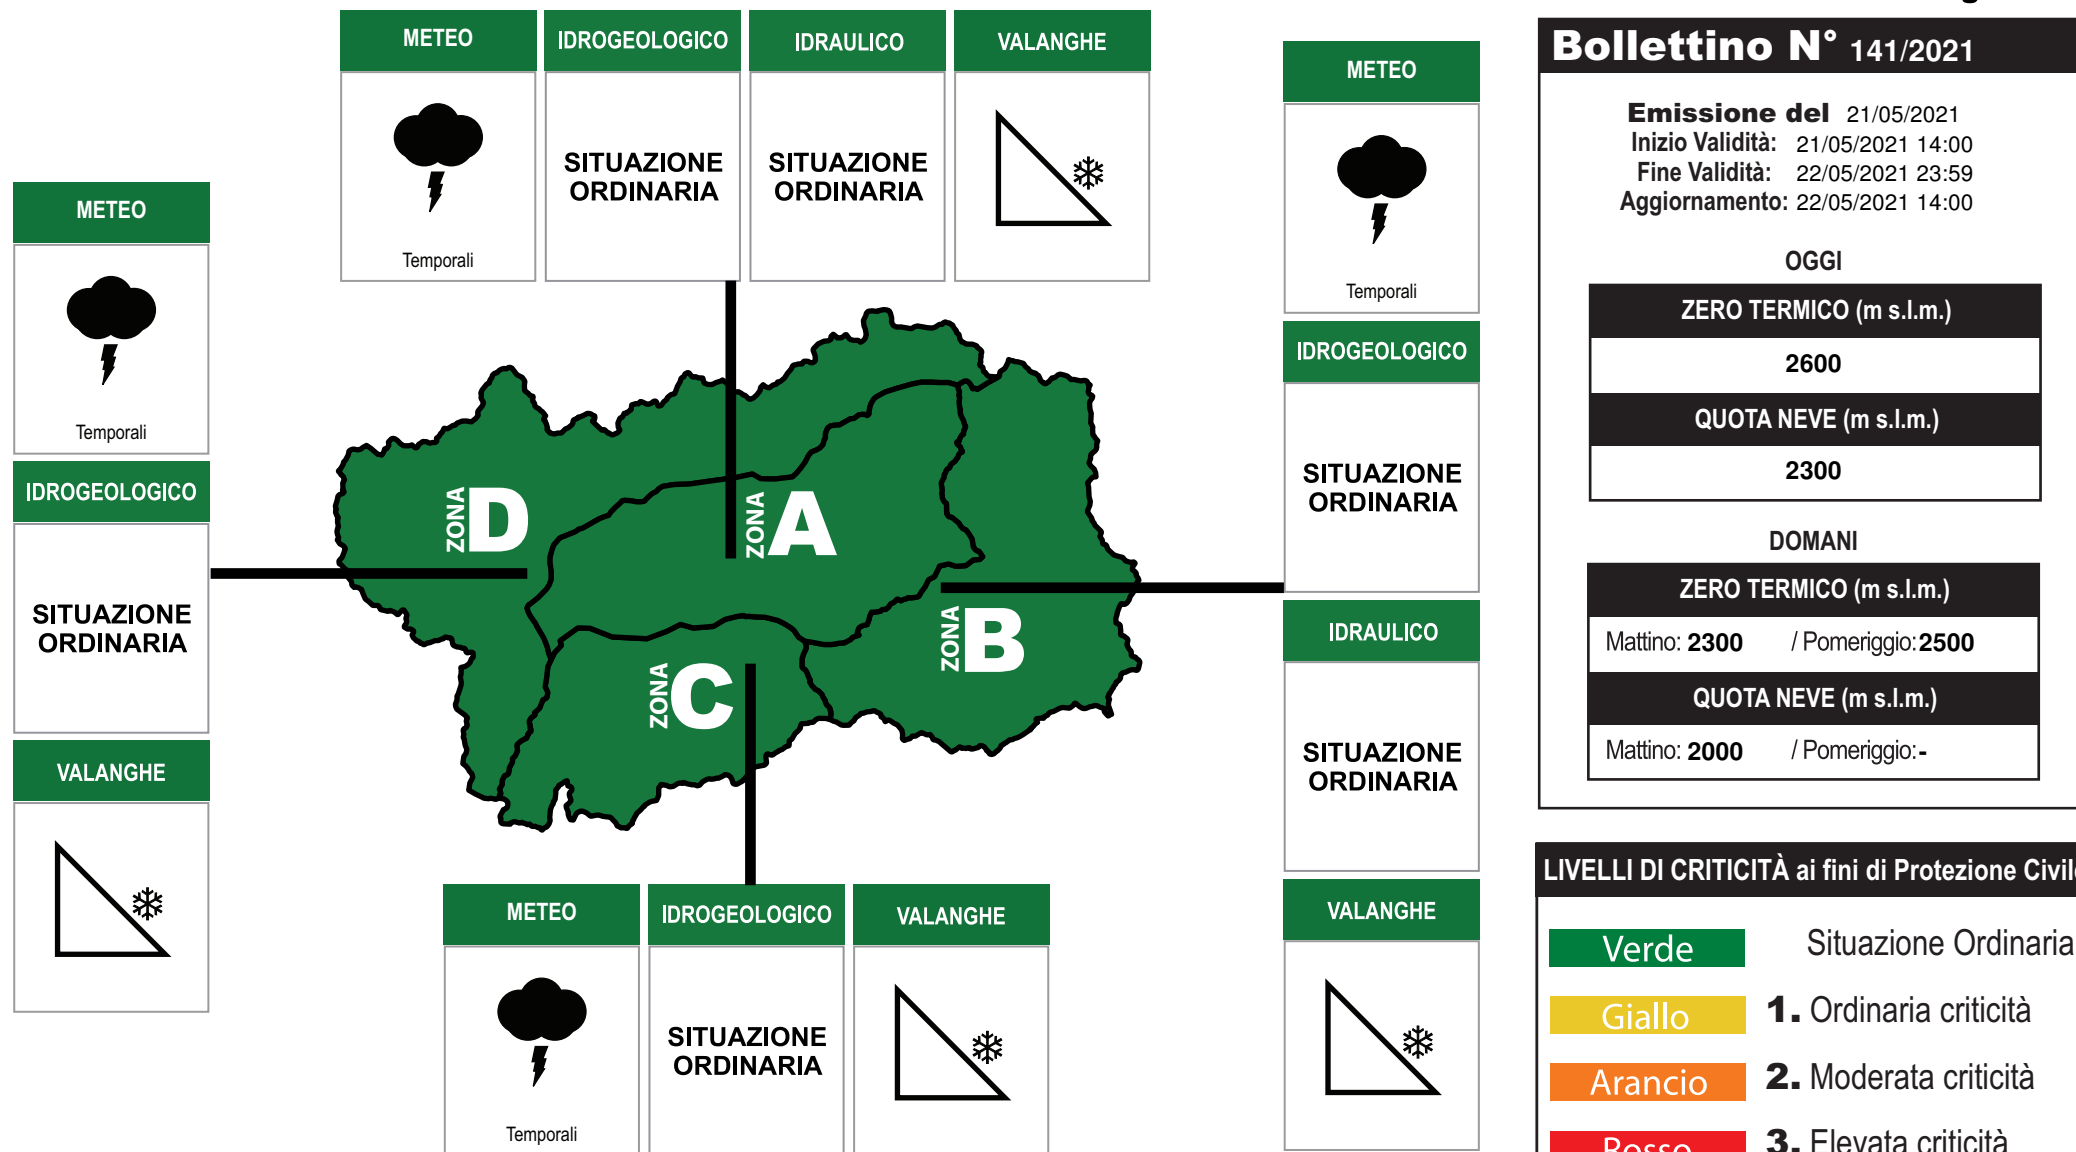 METEO
IDROGEOLOGICO
IDRAULICO
VALANGHE
Temporali
SITUAZIONE
ORDINARIA
SITUAZIONE
ORDINARIA
METEO
Temporali
IDROGEOLOGICO
SITUAZIONE
ORDINARIA
VALANGHE
METEO
Temporali
IDROGEOLOGICO
SITUAZIONE
ORDINARIA
IDRAULICO
SITUAZIONE
ORDINARIA
VALANGHE
ZONA D
ZONA A
ZONA B
ZONA C
METEO
IDROGEOLOGICO
VALANGHE
Temporali
SITUAZIONE
ORDINARIA
Bollettino N° 141/2021
Emissione del 21/05/2021
Inizio Validità: 21/05/2021 14:00
Fine Validità: 22/05/2021 23:59
Aggiornamento: 22/05/2021 14:00
OGGI
ZERO TERMICO (m s.l.m.)
2600
QUOTA NEVE (m s.l.m.)
2300
DOMANI
ZERO TERMICO (m s.l.m.)
Mattino: 2300 / Pomeriggio: 2500
QUOTA NEVE (m s.l.m.)
Mattino: 2000 / Pomeriggio: -
LIVELLI DI CRITICITÀ ai fini di Protezione Civile
Verde Situazione Ordinaria
Giallo 1. Ordinaria criticità
Arancio 2. Moderata criticità
Rosso 3. Elevata criticità